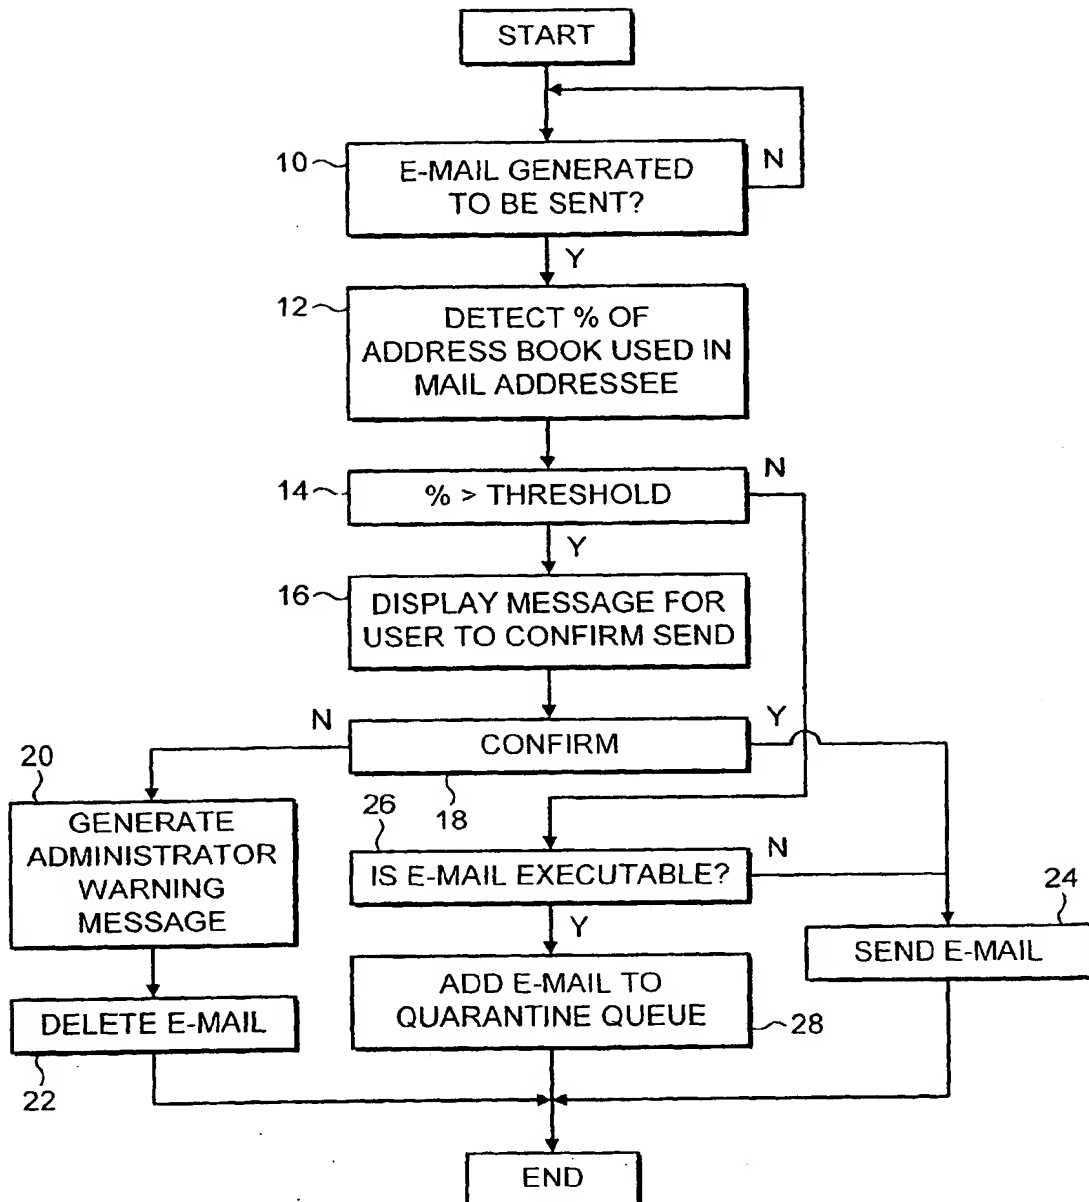 START
10
E-MAIL GENERATED
TO BE SENT?
N
Y
12
DETECT % OF
ADDRESS BOOK USED IN
MAIL ADDRESSEE
14
% > THRESHOLD
N
Y
16
DISPLAY MESSAGE FOR
USER TO CONFIRM SEND
N
CONFIRM
Y
18
20
GENERATE
ADMINISTRATOR
WARNING
MESSAGE
26
IS E-MAIL EXECUTABLE?
N
Y
24
SEND E-MAIL
DELETE E-MAIL
22
ADD E-MAIL TO
QUARANTINE QUEUE
28
END